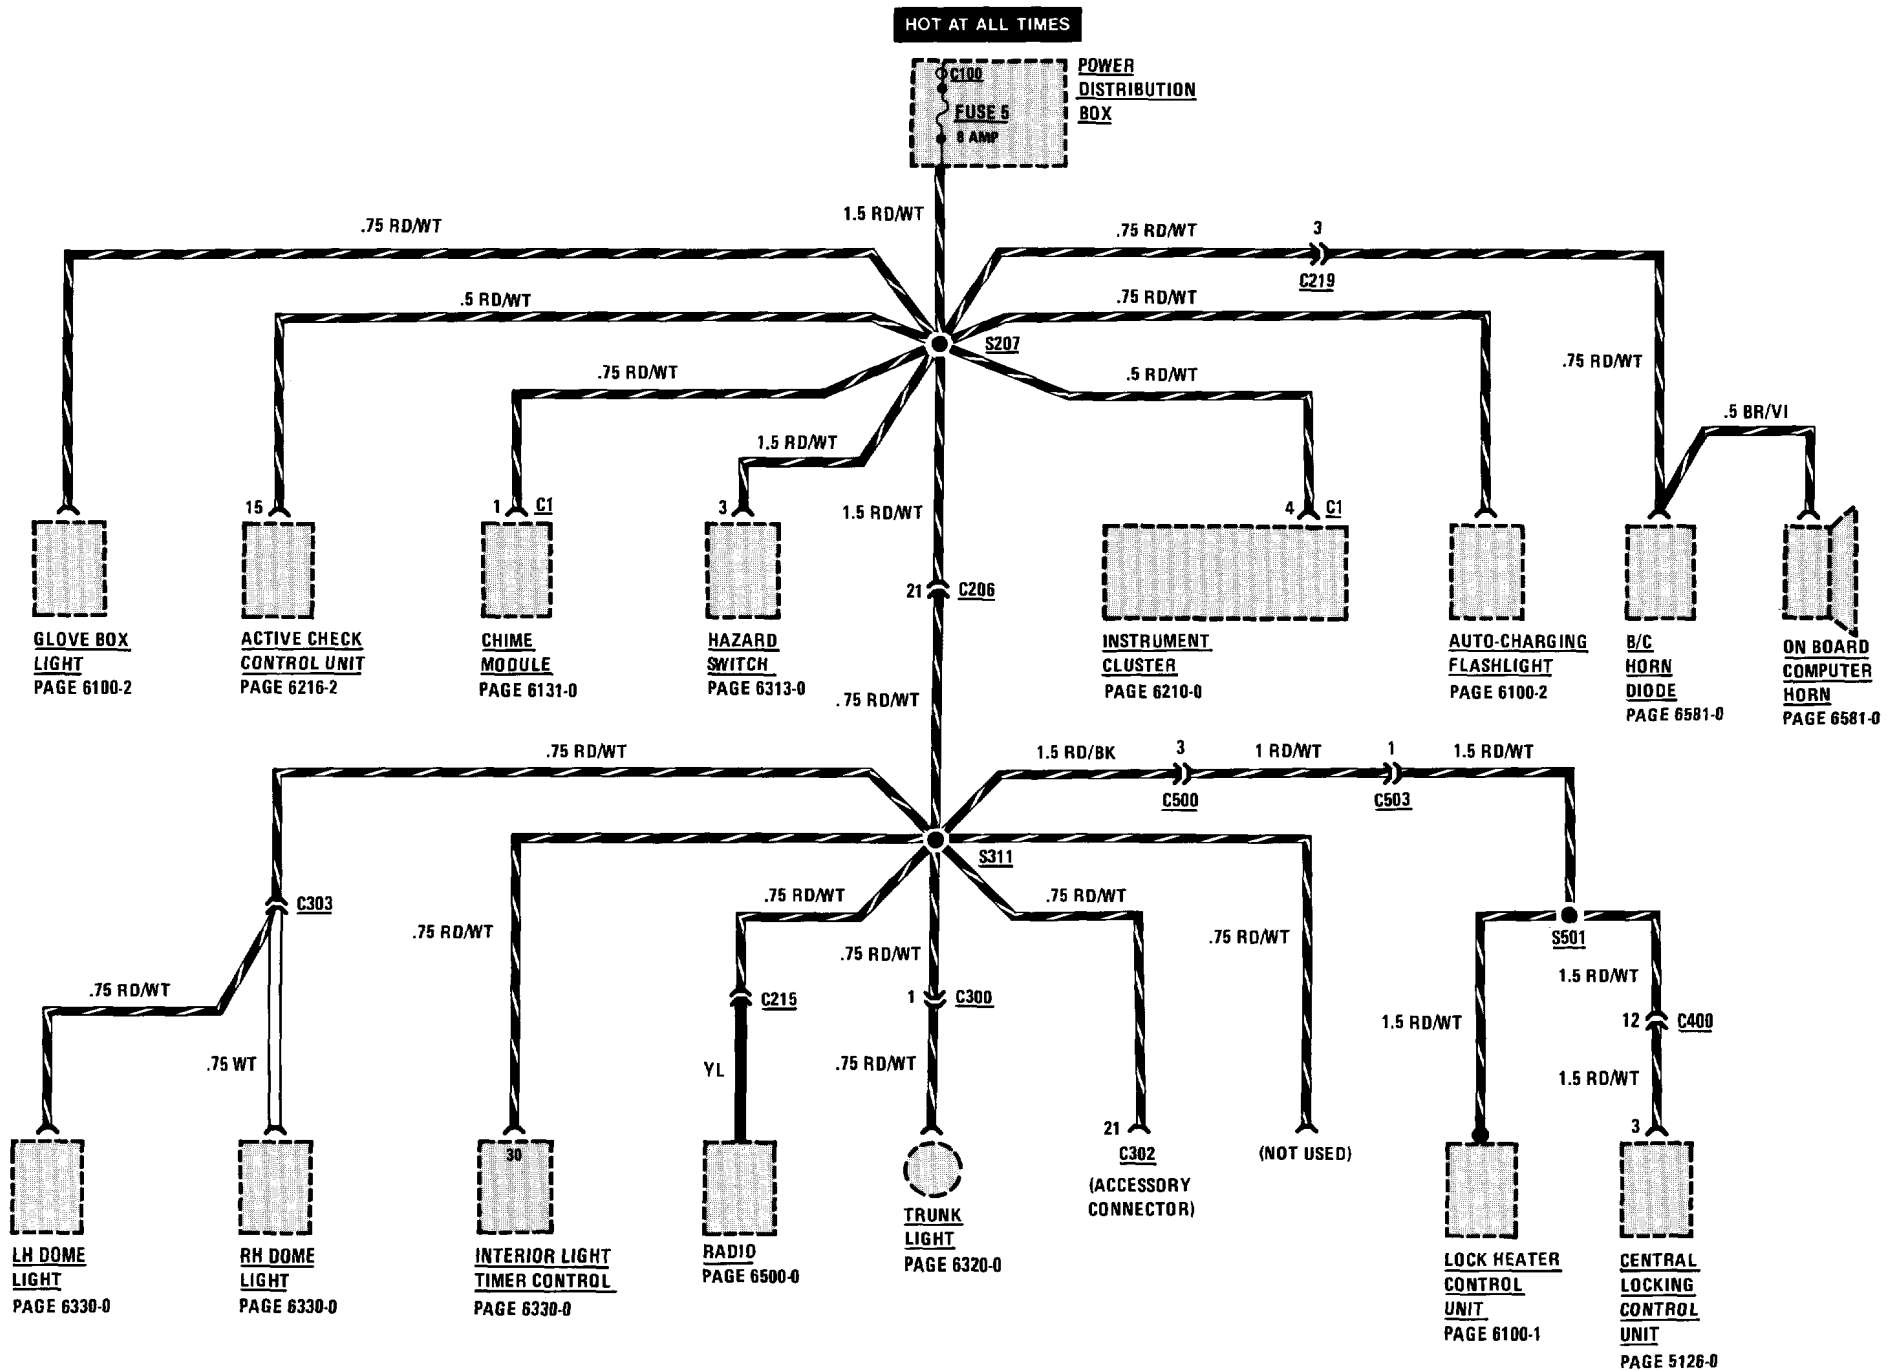 HOT AT ALL TIMES
C100
FUSE 5
8 AMP
POWER
DISTRIBUTION
BOX
1.5 RD/WT
.75 RD/WT
.75 RD/WT
3
C219
.5 RD/WT
.75 RD/WT
S207
.75 RD/WT
.5 RD/WT
.75 RD/WT
1.5 RD/WT
.5 BR/VI
1.5 RD/WT
15
1
C1
3
4
C1
21
C206
GLOVE BOX
LIGHT
PAGE 6100-2
ACTIVE CHECK
CONTROL UNIT
PAGE 6216-2
CHIME
MODULE
PAGE 6131-0
HAZARD
SWITCH
PAGE 6313-0
INSTRUMENT
CLUSTER
PAGE 6210-0
AUTO-CHARGING
FLASHLIGHT
PAGE 6100-2
B/C
HORN
DIODE
PAGE 6581-0
ON BOARD
COMPUTER
HORN
PAGE 6581-0
.75 RD/WT
.75 RD/WT
1.5 RD/BK
3
C500
1 RD/WT
1
C503
1.5 RD/WT
S311
C303
.75 RD/WT
.75 RD/WT
.75 RD/WT
.75 RD/WT
.75 RD/WT
.75 RD/WT
S501
1.5 RD/WT
.75 RD/WT
C215
1
C300
1.5 RD/WT
12
C400
.75 WT
YL
.75 RD/WT
1.5 RD/WT
21
C302
(ACCESSORY
CONNECTOR)
(NOT USED)
3
30
LH DOME
LIGHT
PAGE 6330-0
RH DOME
LIGHT
PAGE 6330-0
INTERIOR LIGHT
TIMER CONTROL
PAGE 6330-0
RADIO
PAGE 6500-0
TRUNK
LIGHT
PAGE 6320-0
LOCK HEATER
CONTROL
UNIT
PAGE 6100-1
CENTRAL
LOCKING
CONTROL
UNIT
PAGE 5126-0